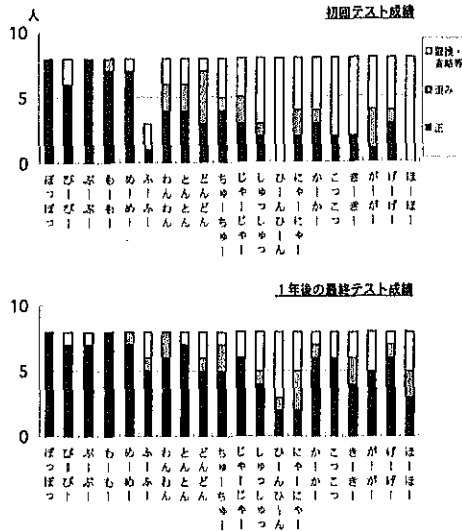 人
初回テスト成績
10
5
0
□置換・省略等
歪み
■正
ぽっぽっ
ぴーぴー
ぶーぶー
もーもー
めーめー
ふーふー
わんわん
とんとん
どんどん
ちゅーちゅー
じゃーじゃー
しゅっしゅっ
ひーんひーん
にゃーにゃー
かーかー
こっこっ
きーきー
がーがー
げーげー
ほーほー
1年後の最終テスト成績
10
5
0
ぽっぽっ
ぴーぴー
ぶーぶー
もーもー
めーめー
ふーふー
わんわん
とんとん
どんどん
ちゅーちゅー
じゃーじゃー
しゅっしゅっ
ひーんひーん
にゃーにゃー
かーかー
こっこっ
きーきー
がーがー
げーげー
ほーほー